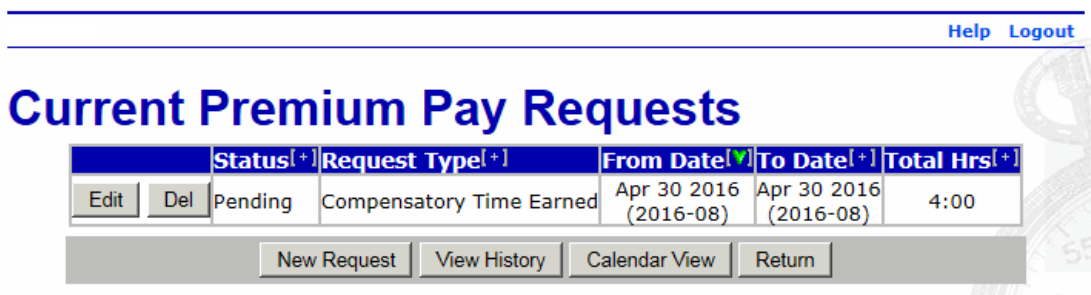 Help Logout
Current Premium Pay Requests
Status[+] Request Type[+] From Date[Y] To Date[+] Total Hrs[+]
Edit Del Pending Compensatory Time Earned Apr 30 2016 (2016-08) Apr 30 2016 (2016-08) 4:00
New Request View History Calendar View Return
55